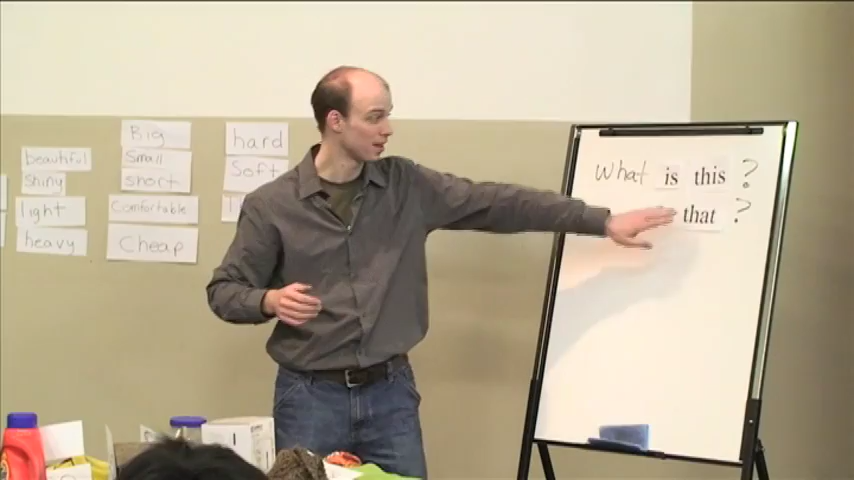 beautiful
shiny
light
heavy
Big
Small
short
Comfortable
Cheap
hard
Soft
What is this ?
that ?